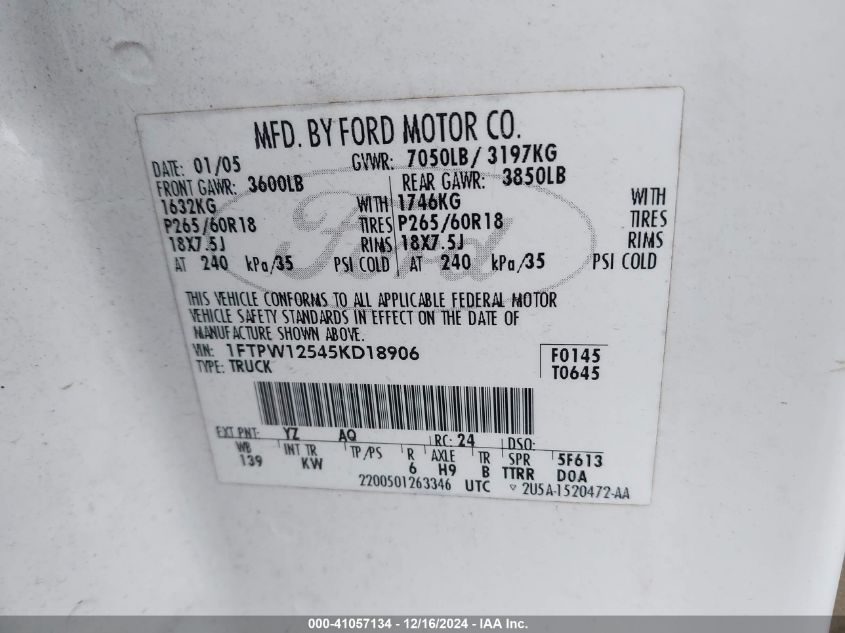 MFD. BY FORD MOTOR CO.
DATE: 01/05 GVWR: 7050LB/ 3197KG
FRONT GAWR: 3600LB REAR GAWR: 3850LB
1632KG WITH 1746KG WITH
P265/60R18 TIRES P265/60R18 TIRES
18X7.5J RIMS 18X7.5J RIMS
AT 240 kPa/35 PSI COLD AT 240 kPa/35 PSI COLD
Ford
THIS VEHICLE CONFORMS TO ALL APPLICABLE FEDERAL MOTOR
VEHICLE SAFETY STANDARDS IN EFFECT ON THE DATE OF
MANUFACTURE SHOWN ABOVE.
VIN: 1FTPW12545KD18906 F0145
TYPE: TRUCK T0645
EXT PNT: YZ AQ RC: 24 DSO:
WB INT TR TP/PS R AXLE TR SPR 5F613
139 KW 6 H9 B TTRR D0A
2200501263346 UTC 2U5A-1520472-AA
000-41057134 - 12/16/2024 - IAA Inc.